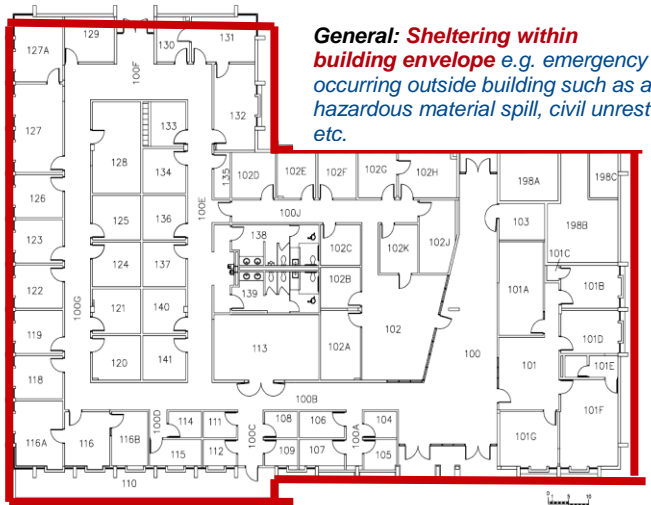 General: Sheltering within
building envelope e.g. emergency
occurring outside building such as a
hazardous material spill, civil unrest
etc.
127A
129
130
131
100F
127
128
133
132
134
135
102D
102E
102F
102G
102H
198A
198C
126
125
136
100E
100J
103
198B
123
138
102C
102K
102J
101C
124
137
122
102B
101A
101B
100G
121
140
139
119
102
101D
120
141
113
102A
100
101
101E
118
100B
101F
116A
116
116B
100D
114
111
100C
108
106
100A
104
101G
115
112
109
107
105
110
0
5
10